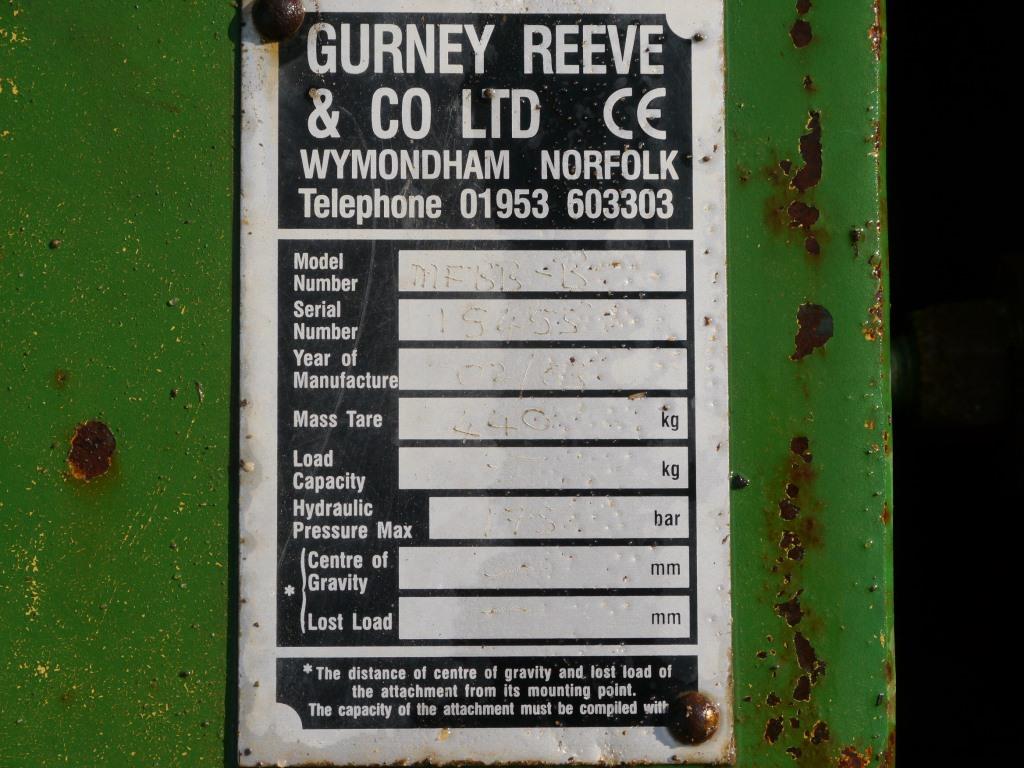 GURNEY REEVE
& CO LTD CE
WYMONDHAM NORFOLK
Telephone 01953 603303
Model
Number
Serial
Number
Year of
Manufacture
Mass Tare 440 kg
Load
Capacity kg
Hydraulic
Pressure Max bar
Centre of
Gravity mm
*
Lost Load mm
* The distance of centre of gravity and lost load of
the attachment from its mounting point.
The capacity of the attachment must be compiled with